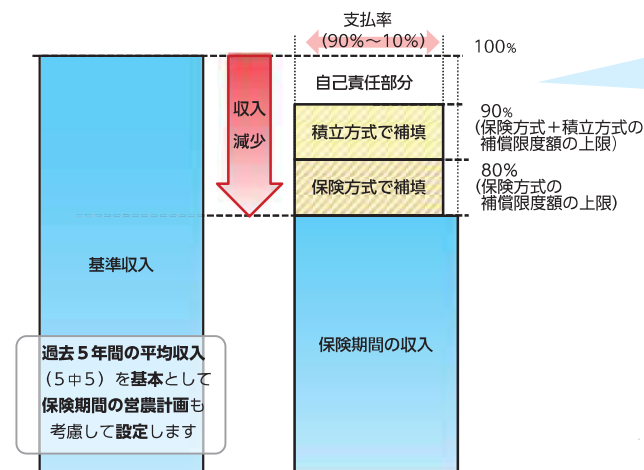 支払率
(90%～10%)
100%
自己責任部分
収入
減少
積立方式で補填
90%
(保険方式＋積立方式の
補償限度額の上限)
保険方式で補填
80%
(保険方式の
補償限度額の上限)
基準収入
保険期間の収入
過去５年間の平均収入
（5中5）を基本として
保険期間の営農計画も
考慮して設定します